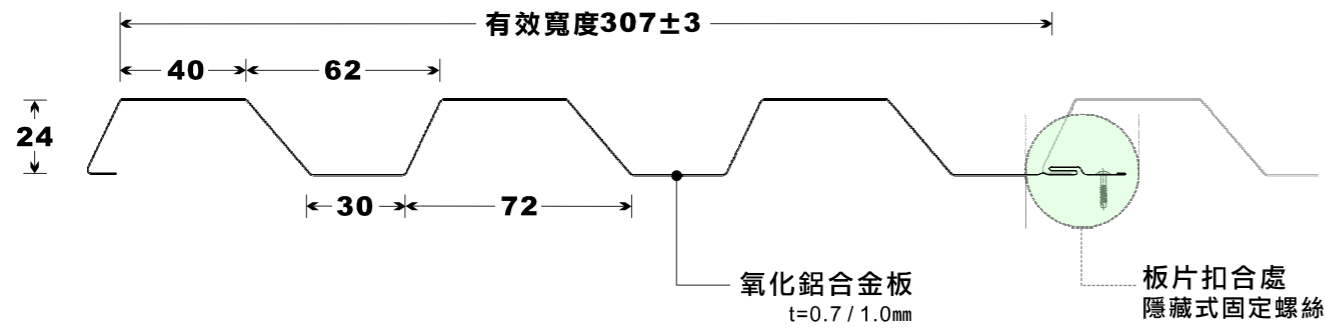 有效寬度307±3
40
62
24
30
72
氧化鋁合金板
t=0.7 / 1.0㎜
板片扣合處
隱藏式固定螺絲